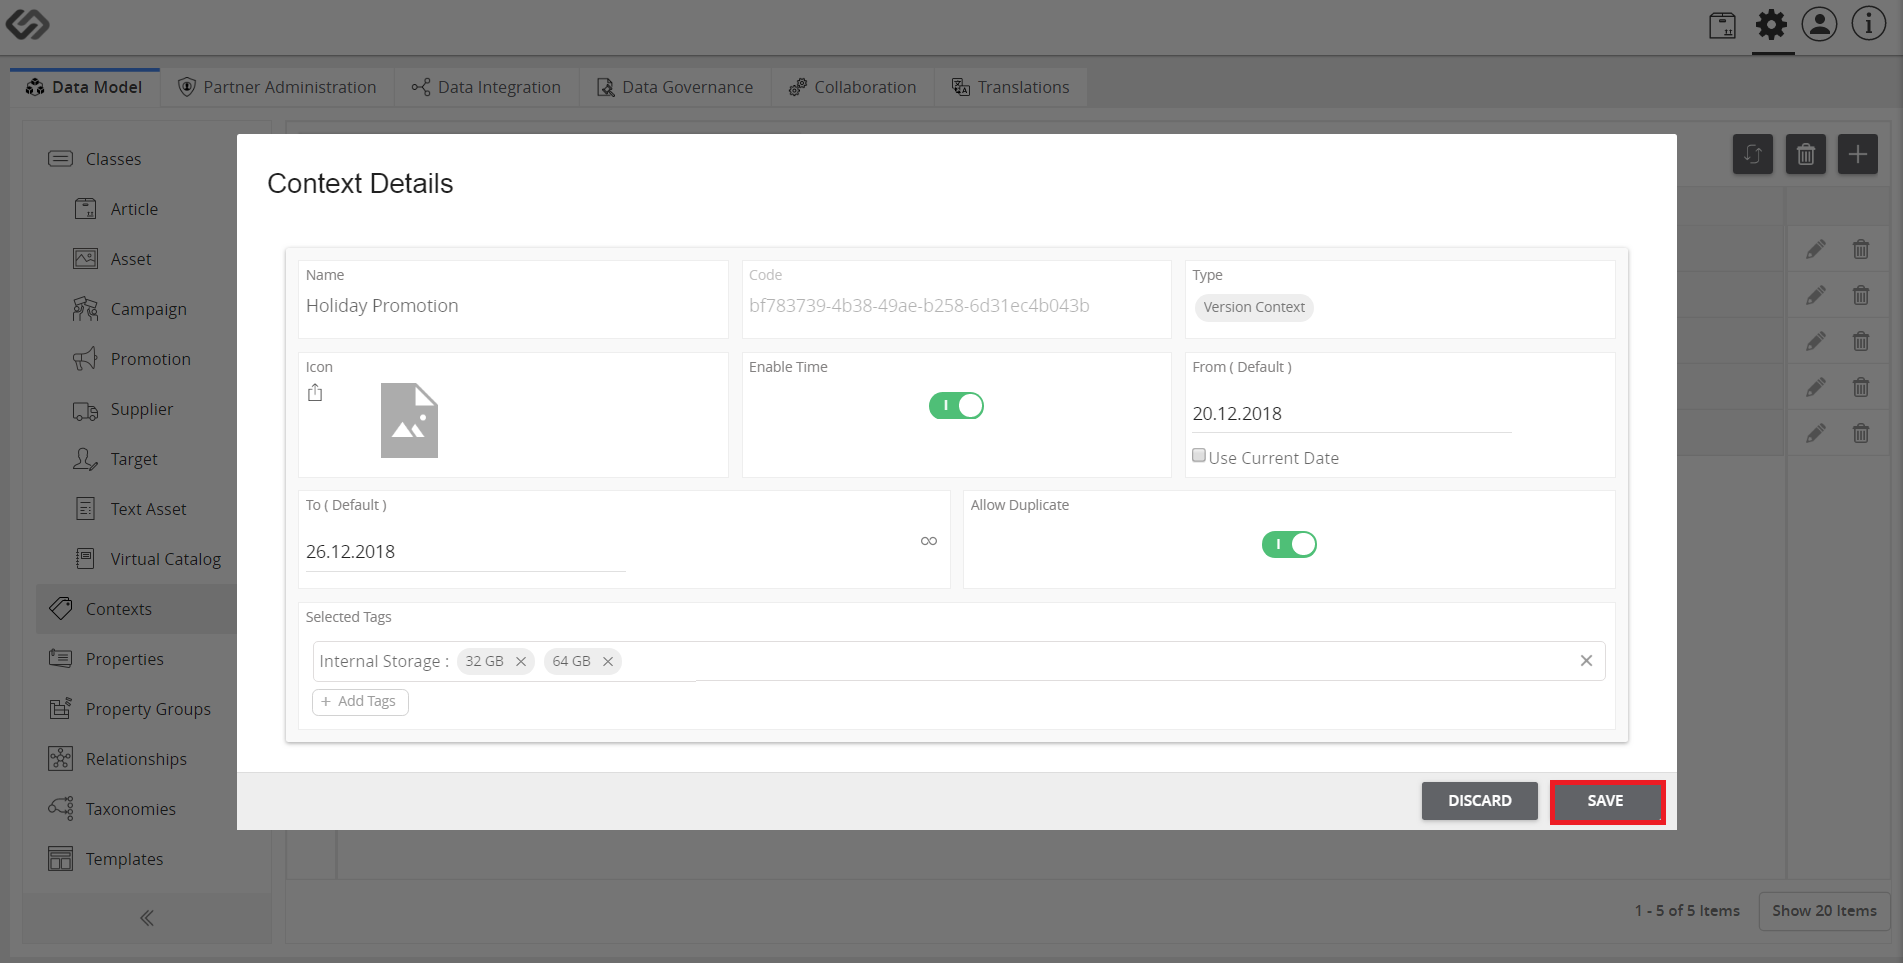 Data Model
Partner Administration
Data Integration
Data Governance
Collaboration
Translations
Classes
Article
Asset
Campaign
Promotion
Supplier
Target
Text Asset
Virtual Catalog
Contexts
Properties
Property Groups
Relationships
Taxonomies
Templates
Context Details
Name
Holiday Promotion
Code
bf783739-4b38-49ae-b258-6d31ec4b043b
Type
Version Context
Icon
Enable Time
From ( Default )
20.12.2018
Use Current Date
To ( Default )
26.12.2018
Allow Duplicate
Selected Tags
Internal Storage : 32 GB 64 GB
+ Add Tags
DISCARD
SAVE
1 - 5 of 5 Items
Show 20 Items